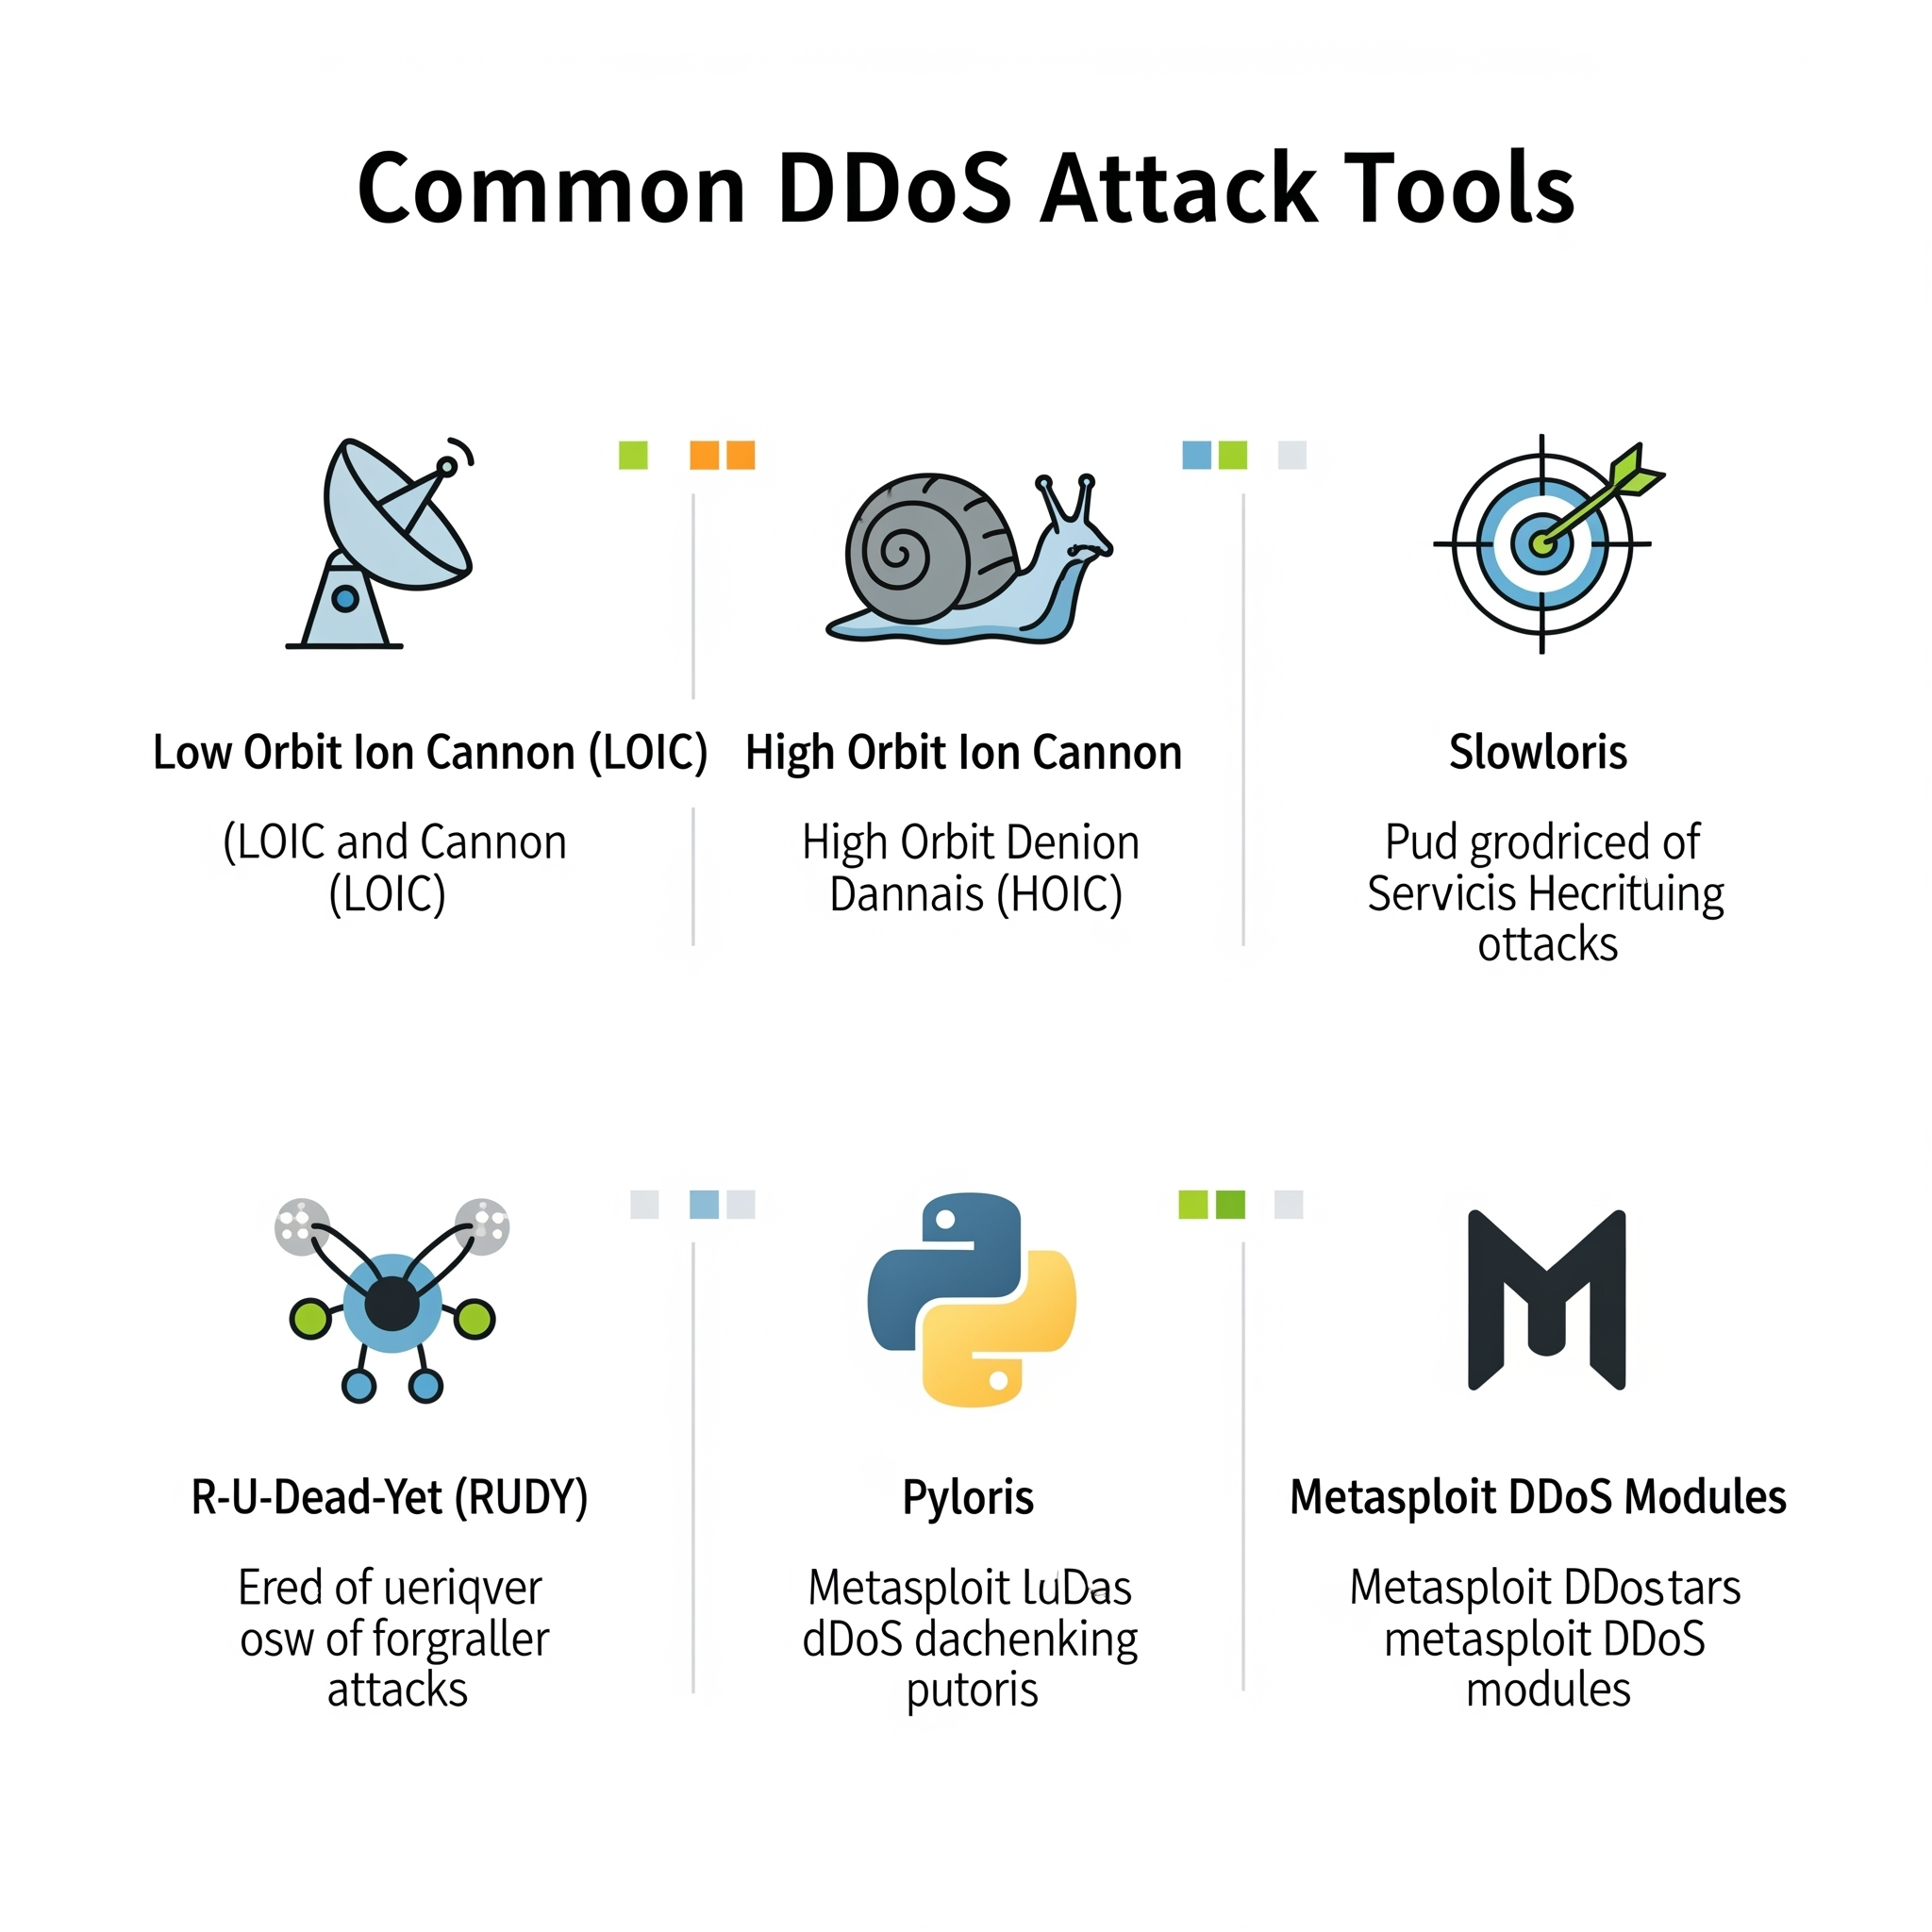 Common DDoS Attack Tools
Low Orbit Ion Cannon (LOIC)
(LOIC and Cannon
(LOIC)
High Orbit Ion Cannon
High Orbit Denion
Dannais (HOIC)
Slowloris
Pud grodriced of
Servicis Hecrituing
ottacks
R-U-Dead-Yet (RUDY)
Ered of ueriqver
osw of forgraller
attacks
Pyloris
Metasploit LuDas
dDoS dachenking
putoris
Metasploit DDoS Modules
Metasploit DDostars
metasploit DDoS
modules